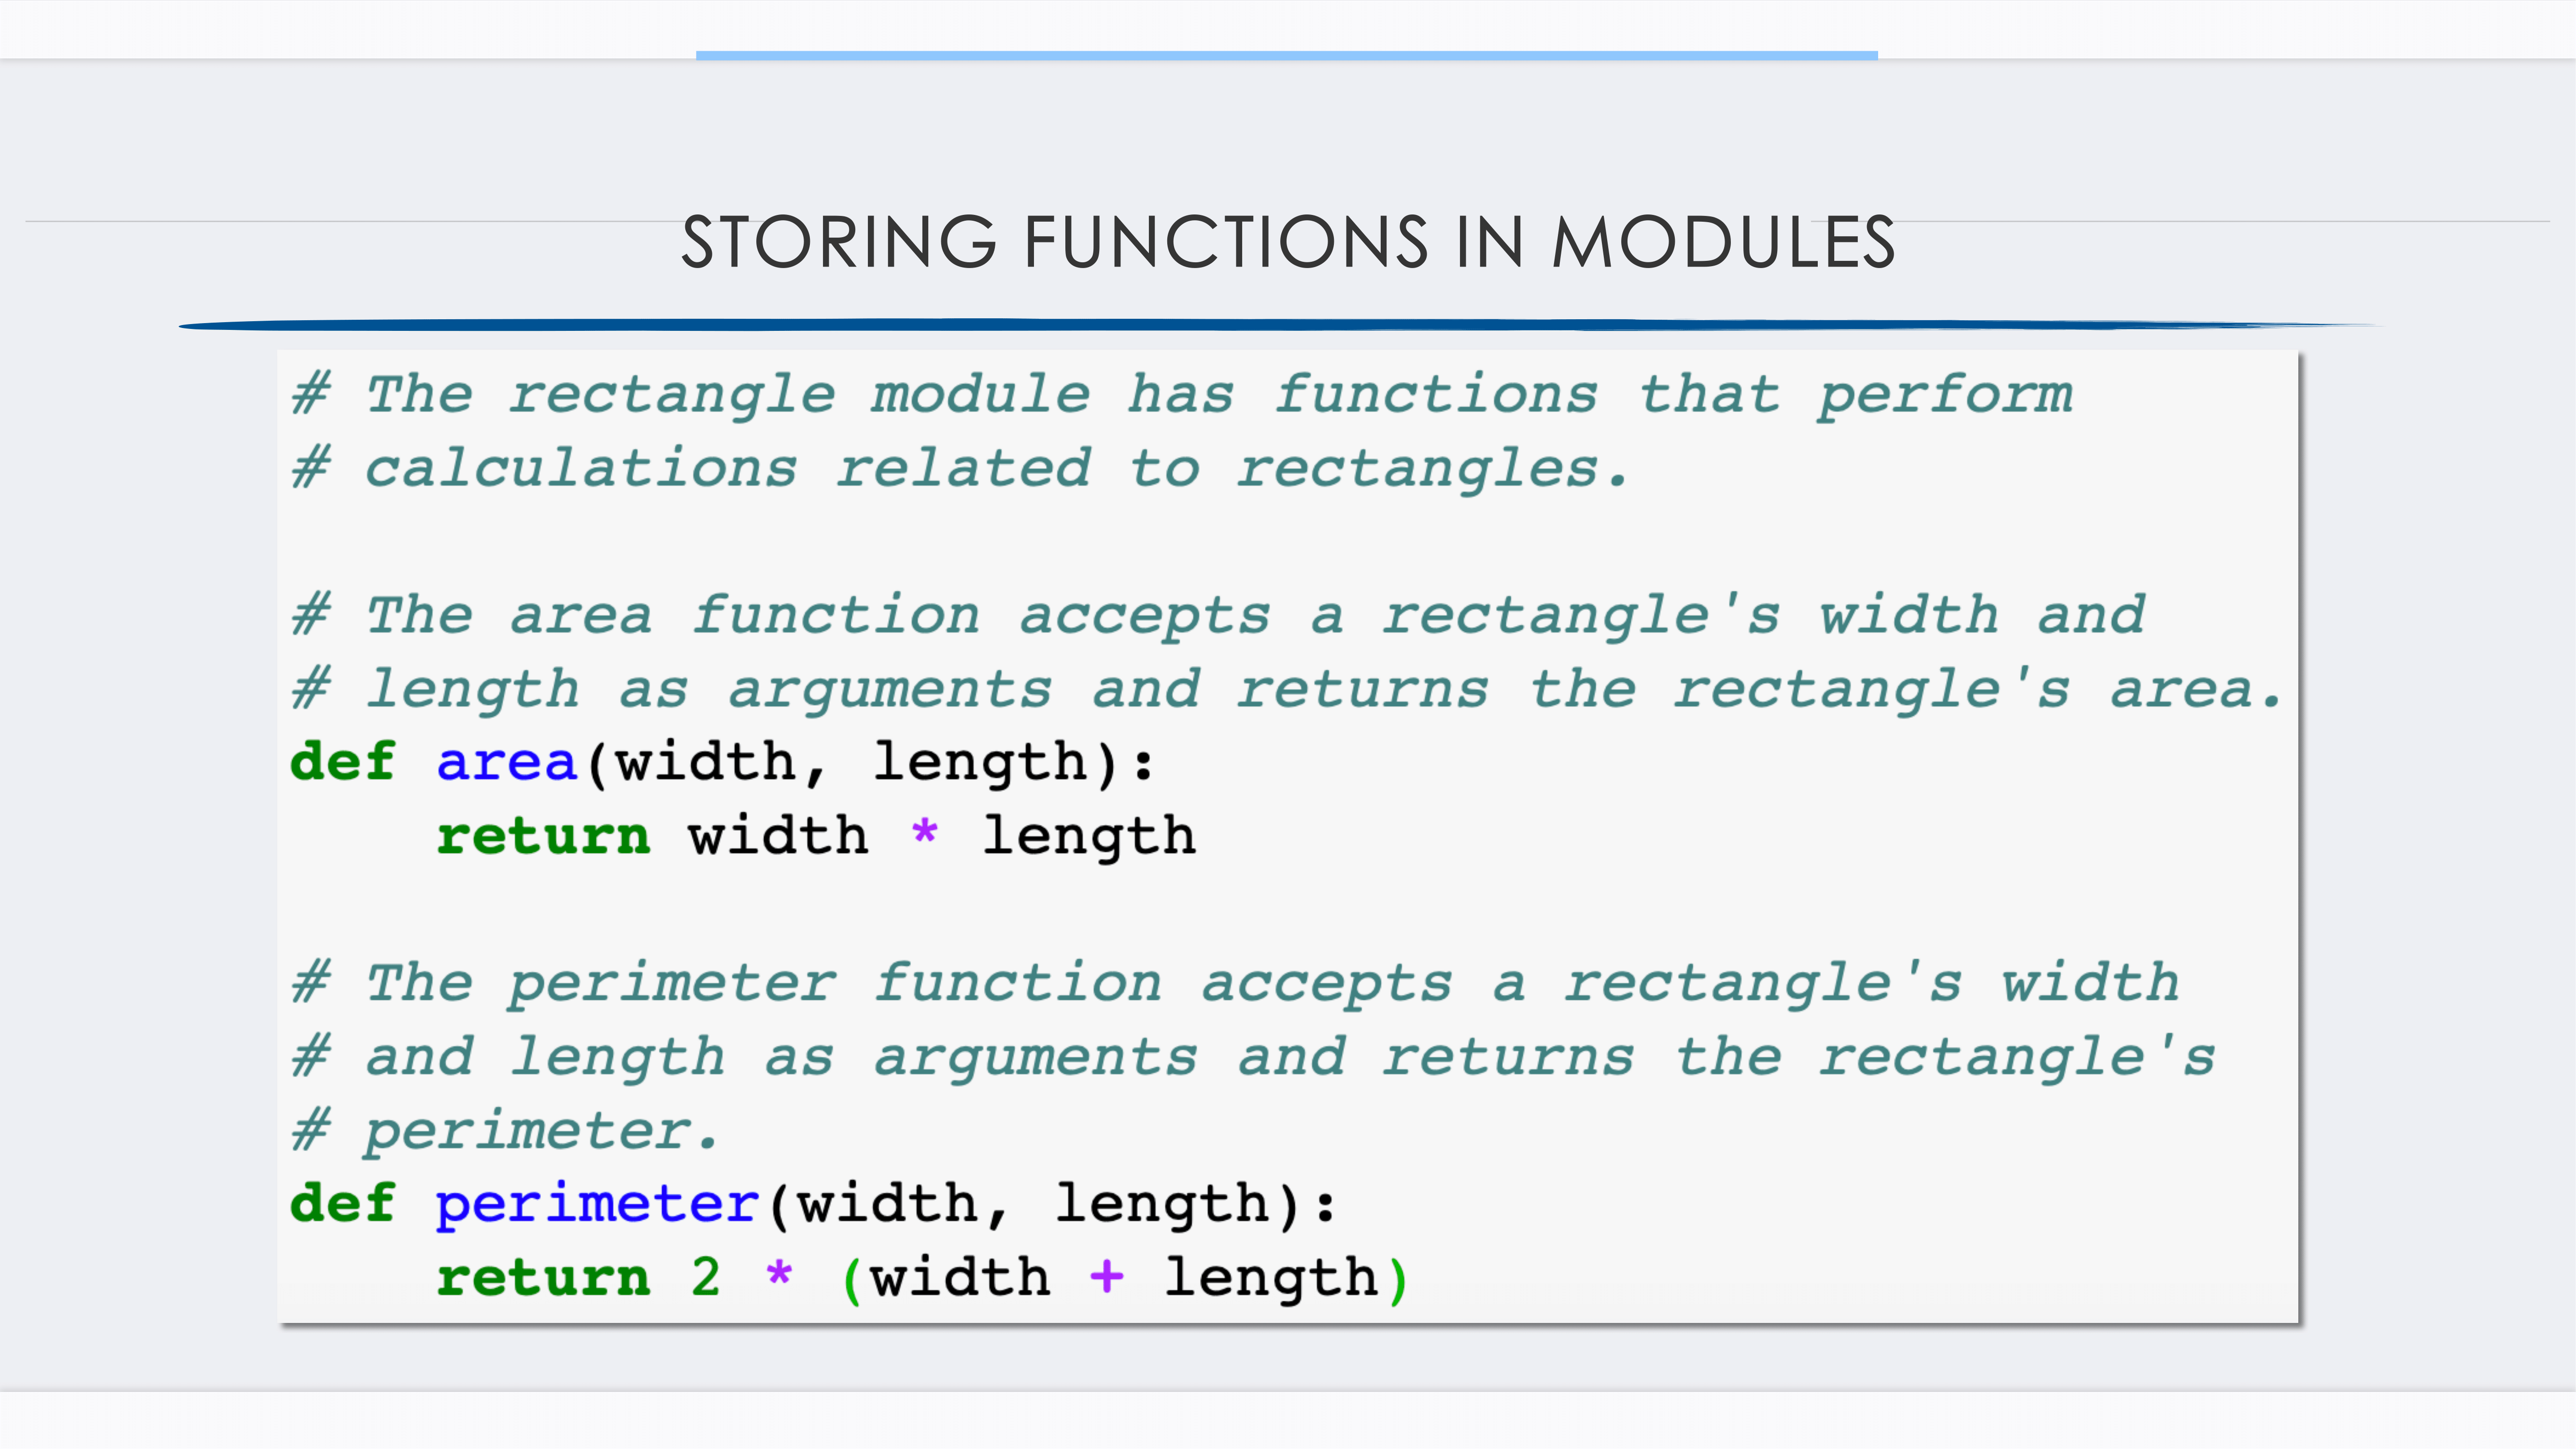 STORING FUNCTIONS IN MODULES
# The rectangle module has functions that perform
# calculations related to rectangles.
# The area function accepts a rectangle's width and
# length as arguments and returns the rectangle's area.
def area(width, length):
    return width * length
# The perimeter function accepts a rectangle's width
# and length as arguments and returns the rectangle's
# perimeter.
def perimeter(width, length):
    return 2 * (width + length)